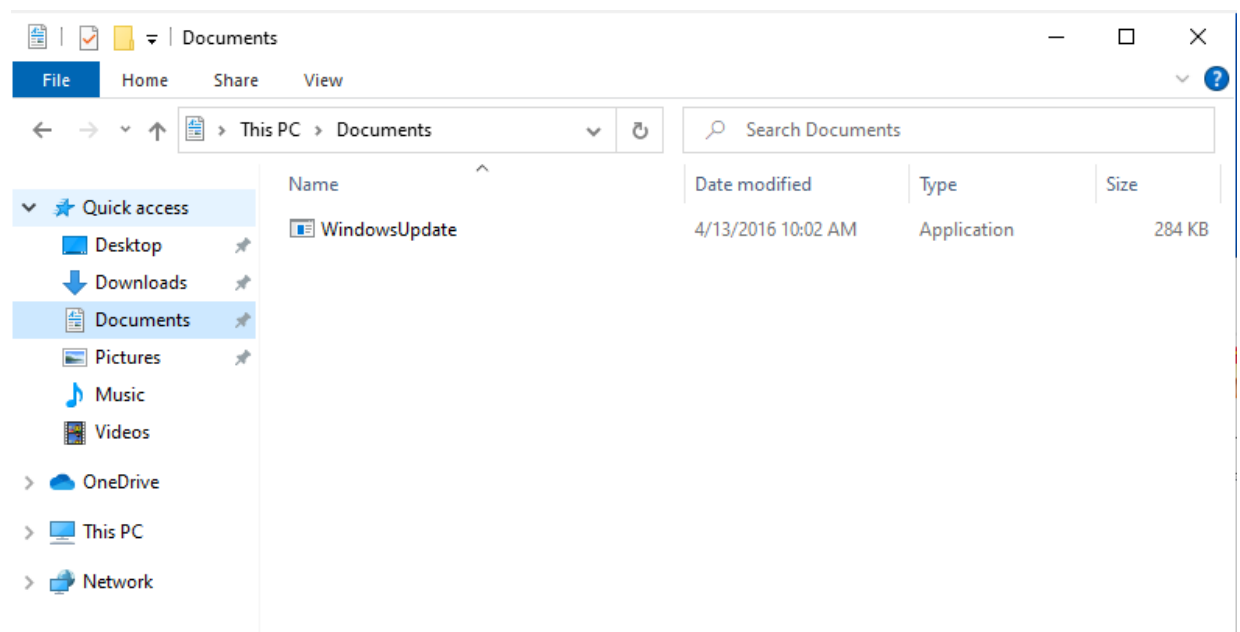 Documents
File Home Share View ?
This PC > Documents
Search Documents
Name Date modified Type Size
Quick access
WindowsUpdate 4/13/2016 10:02 AM Application 284 KB
Desktop
Downloads
Documents
Pictures
Music
Videos
OneDrive
This PC
Network